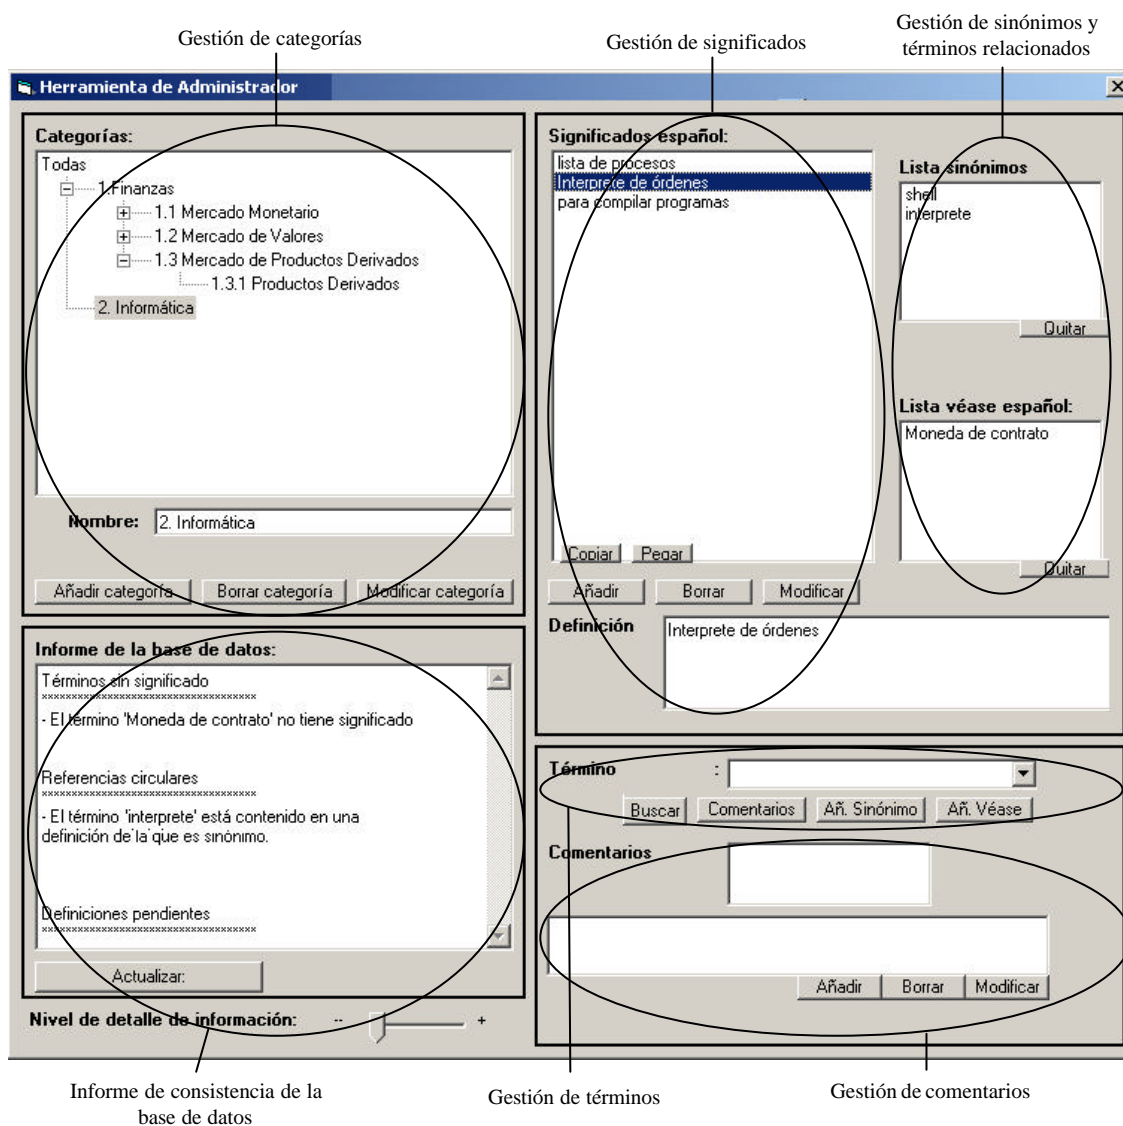 Gestión de categorías
Gestión de significados
Gestión de sinónimos y
términos relacionados
Herramienta de Administrador
Categorías:
Todas
1.Finanzas
1.1 Mercado Monetario
1.2 Mercado de Valores
1.3 Mercado de Productos Derivados
1.3.1 Productos Derivados
2. Informática
Nombre: 2. Informática
Añadir categoría Borrar categoría Modificar categoría
Significados español:
lista de procesos
Interprete de órdenes
para compilar programas
Copiar Pegar
Añadir Borrar Modificar
Definición Interprete de órdenes
Lista sinónimos
shell
interprete
Quitar
Lista véase español:
Moneda de contrato
Quitar
Informe de la base de datos:
Términos sin significado
************************************
- El término 'Moneda de contrato' no tiene significado
Referencias circulares
************************************
- El término 'interprete' está contenido en una
definición de la que es sinónimo.
Definiciones pendientes
************************************
Actualizar:
Nivel de detalle de información: -- +
Término :
Buscar Comentarios Añ. Sinónimo Añ. Véase
Comentarios
Añadir Borrar Modificar
Informe de consistencia de la
base de datos
Gestión de términos
Gestión de comentarios